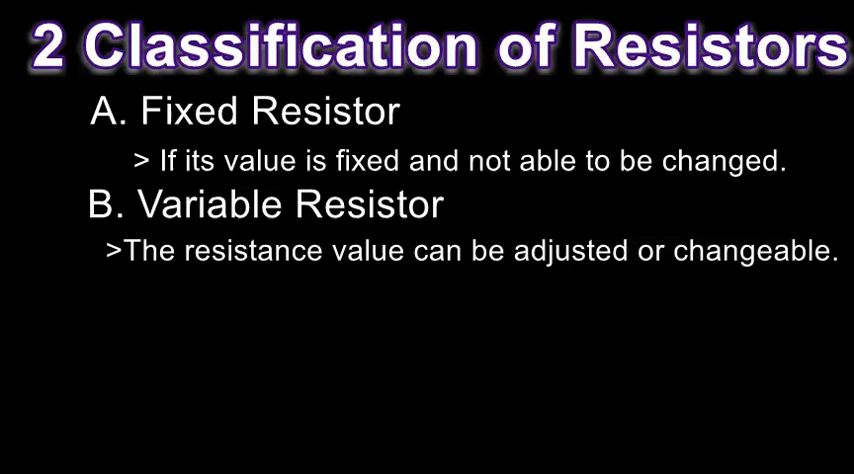 2 Classification of Resistors
A. Fixed Resistor
> If its value is fixed and not able to be changed.
B. Variable Resistor
>The resistance value can be adjusted or changeable.